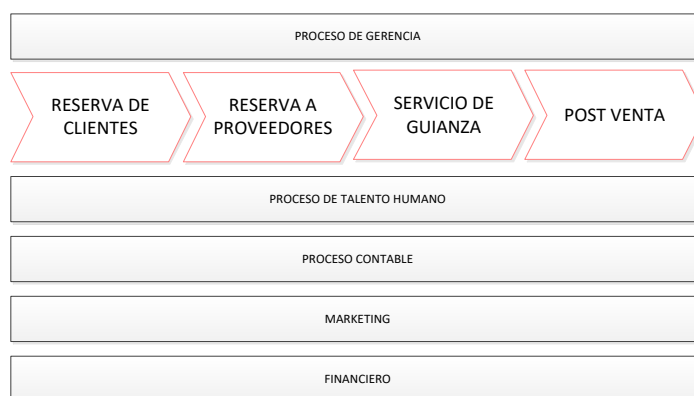 PROCESO DE GERENCIA
RESERVA DE
CLIENTES
RESERVA A
PROVEEDORES
SERVICIO DE
GUIANZA
POST VENTA
PROCESO DE TALENTO HUMANO
PROCESO CONTABLE
MARKETING
FINANCIERO